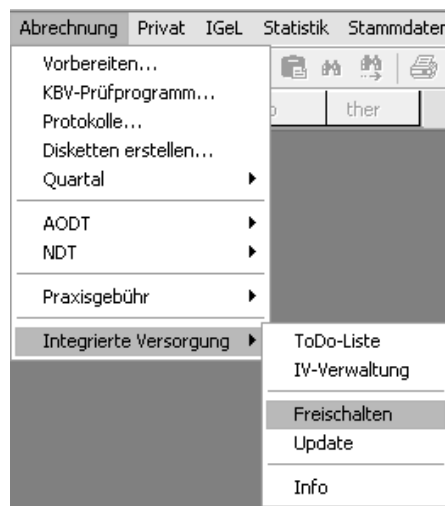 Abrechnung Privat IGeL Statistik Stammdaten
Vorbereiten...
KBV-Prüfprogramm...
Protokolle...
ther
Disketten erstellen...
Quartal
AODT
NDT
Praxisgebühr
Integrierte Versorgung
ToDo-Liste
IV-Verwaltung
Freischalten
Update
Info